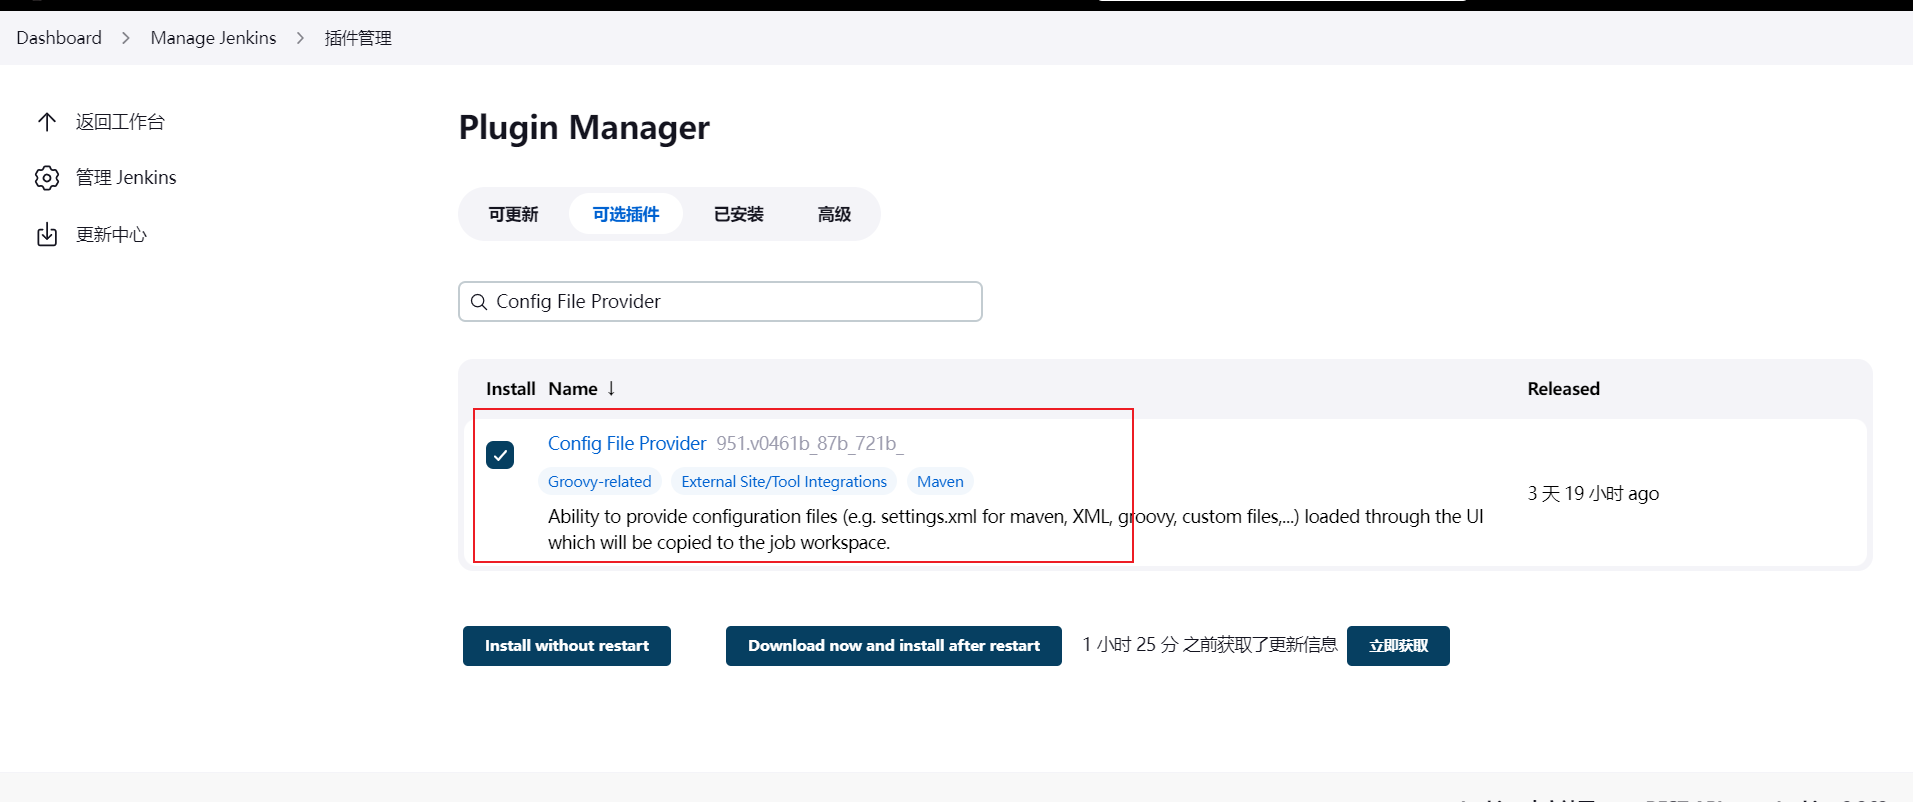 Dashboard > Manage Jenkins > 插件管理
返回工作台
管理 Jenkins
更新中心
Plugin Manager
可更新 可选插件 已安装 高级
Config File Provider
Install Name ↓ Released
Config File Provider 951.v0461b_87b_721b_
Groovy-related External Site/Tool Integrations Maven
Ability to provide configuration files (e.g. settings.xml for maven, XML, groovy, custom files,...) loaded through the UI
which will be copied to the job workspace.
3 天 19 小时 ago
Install without restart Download now and install after restart 1 小时 25 分 之前获取了更新信息 立即获取